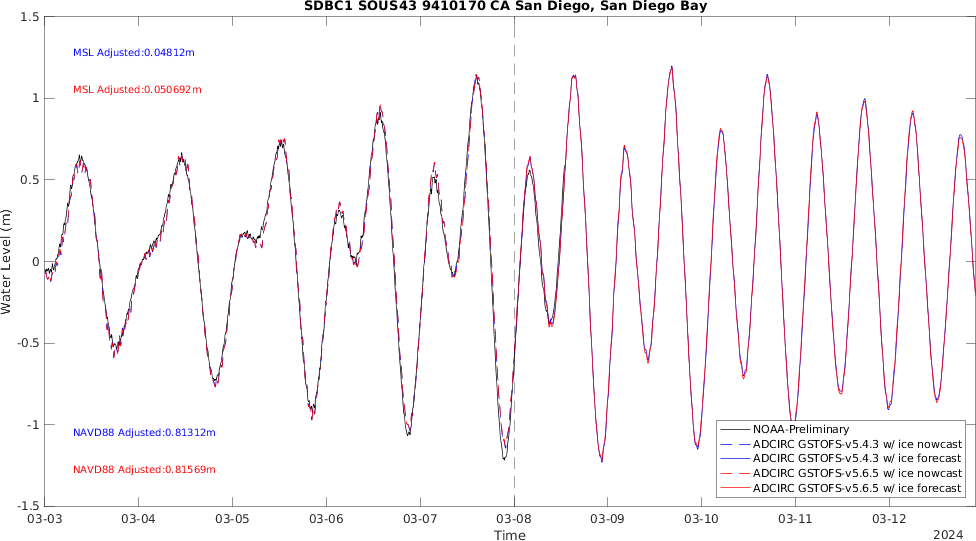 SDBC1 SOUS43 9410170 CA San Diego, San Diego Bay
1.5
MSL Adjusted:0.04812m
MSL Adjusted:0.050692m
1
0.5
0
-0.5
-1
-1.5
Water Level (m)
NAVD88 Adjusted:0.81312m
NAVD88 Adjusted:0.81569m
NOAA-Preliminary
ADCIRC GSTOFS-v5.4.3 w/ ice nowcast
ADCIRC GSTOFS-v5.4.3 w/ ice forecast
ADCIRC GSTOFS-v5.6.5 w/ ice nowcast
ADCIRC GSTOFS-v5.6.5 w/ ice forecast
03-03 03-04 03-05 03-06 03-07 03-08 03-09 03-10 03-11 03-12
Time
2024